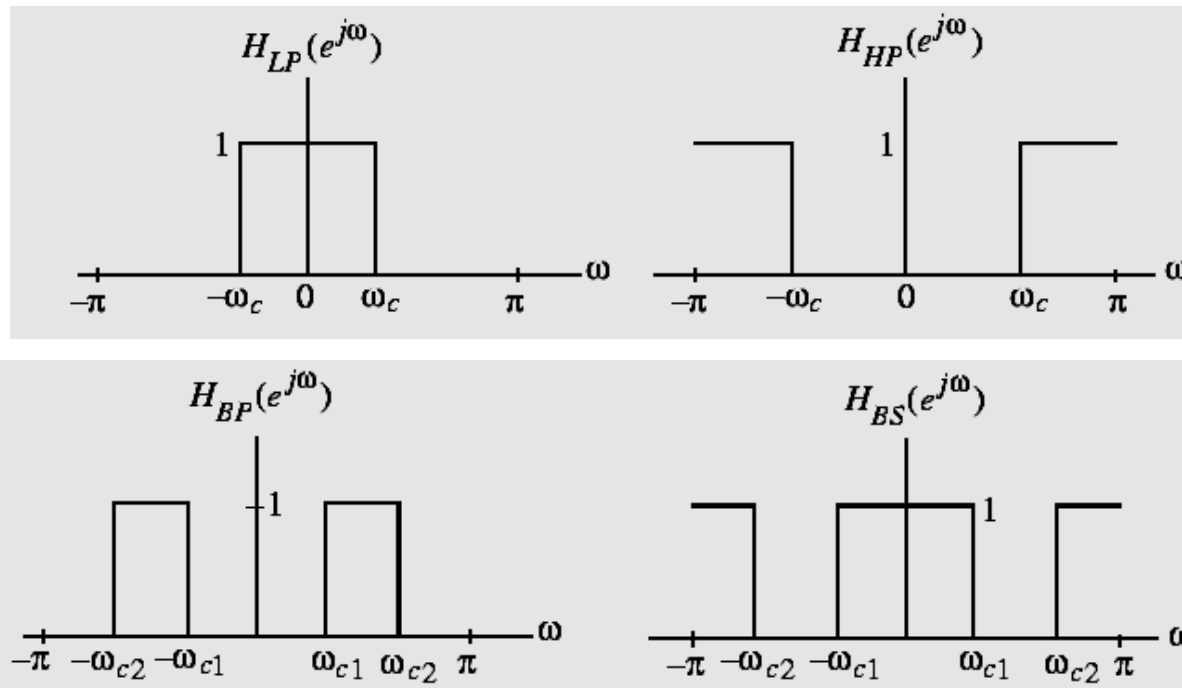 H_LP(e^jω) H_HP(e^jω)
1 1
−π −ω_c 0 ω_c π ω −π −ω_c 0 ω_c π ω
H_BP(e^jω) H_BS(e^jω)
1 1
−π −ω_c2 −ω_c1 ω_c1 ω_c2 π ω −π −ω_c2 −ω_c1 ω_c1 ω_c2 π ω